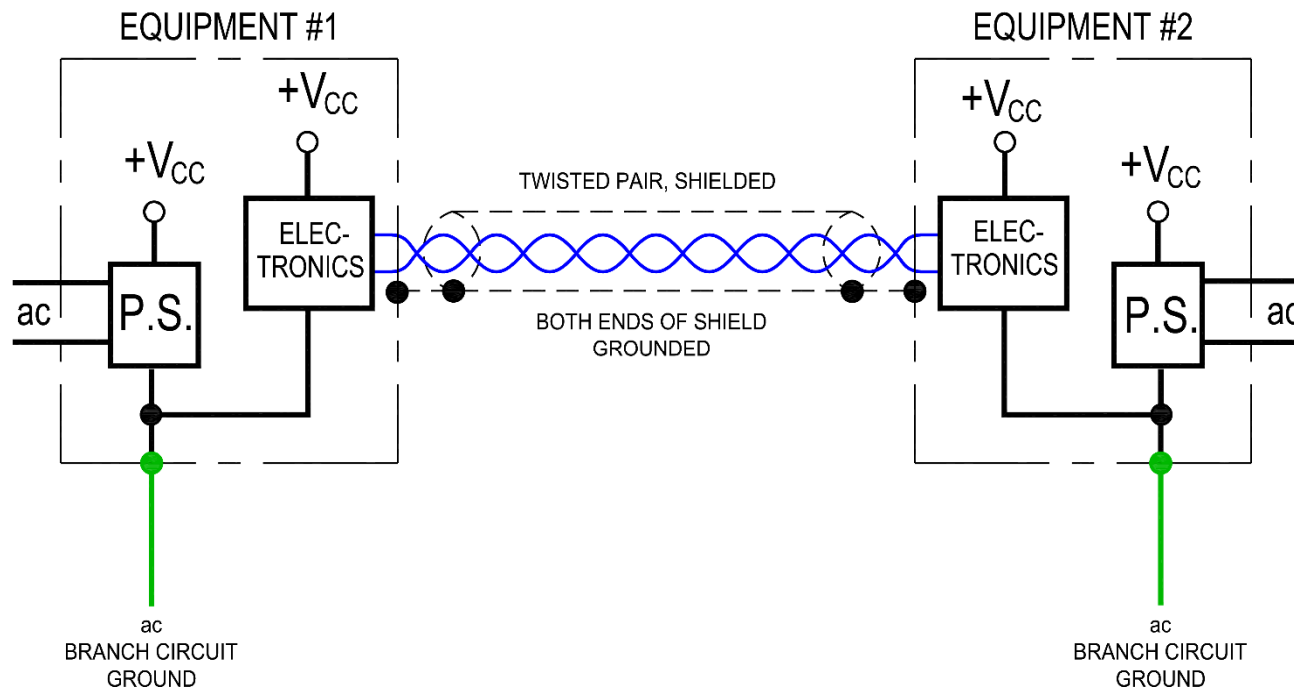 EQUIPMENT #1
EQUIPMENT #2
+VCC
+VCC
+VCC
+VCC
TWISTED PAIR, SHIELDED
ELEC-
TRONICS
ELEC-
TRONICS
ac
P.S.
P.S.
ac
BOTH ENDS OF SHIELD
GROUNDED
ac
BRANCH CIRCUIT
GROUND
ac
BRANCH CIRCUIT
GROUND